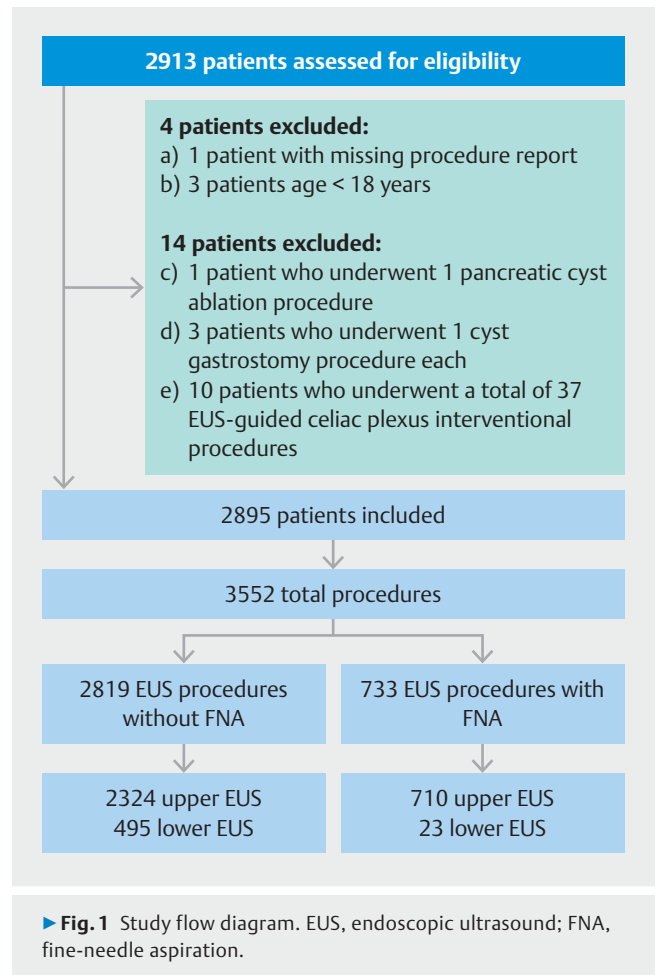 2913 patients assessed for eligibility
4 patients excluded:
a) 1 patient with missing procedure report
b) 3 patients age < 18 years
14 patients excluded:
c) 1 patient who underwent 1 pancreatic cyst
ablation procedure
d) 3 patients who underwent 1 cyst
gastrostomy procedure each
e) 10 patients who underwent a total of 37
EUS-guided celiac plexus interventional
procedures
2895 patients included
3552 total procedures
2819 EUS procedures
without FNA
733 EUS procedures with
FNA
2324 upper EUS
495 lower EUS
710 upper EUS
23 lower EUS
▶ Fig. 1 Study flow diagram. EUS, endoscopic ultrasound; FNA,
fine-needle aspiration.